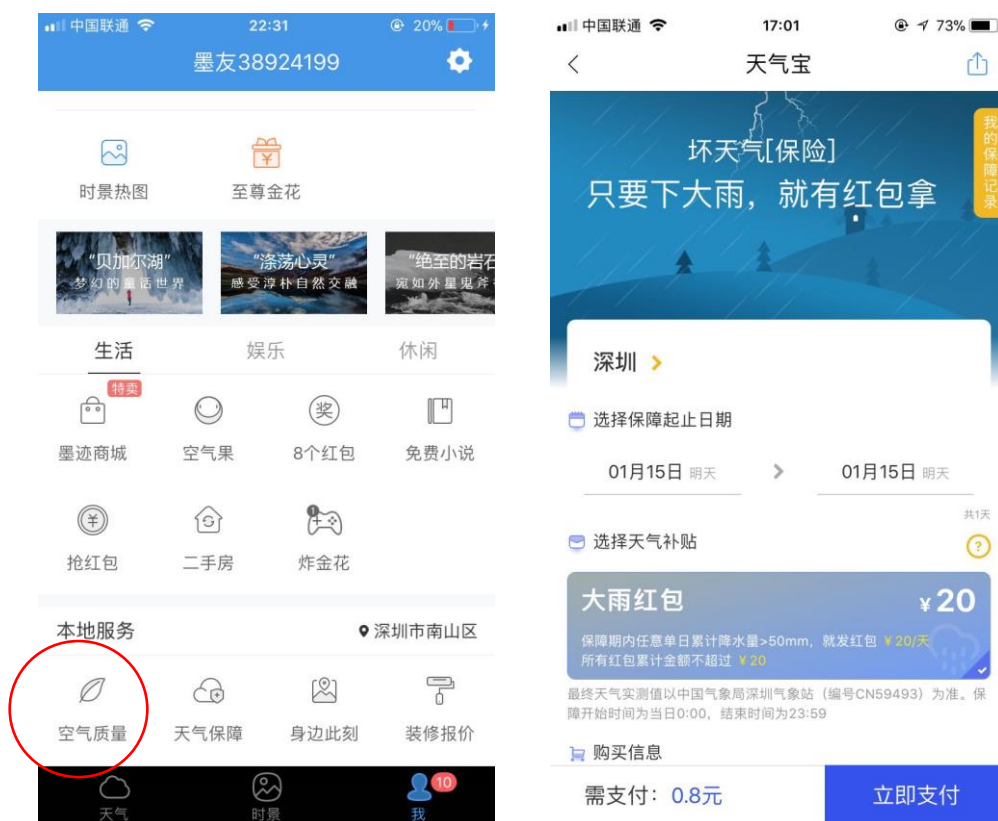 中国联通 22:31 20%
墨友38924199
时景热图 至尊金花
"贝加尔湖" "涤荡心灵" "绝至的岩石
梦幻的童话世界 感受淳朴自然交融 宛如外星鬼斧
生活 娱乐 休闲
特卖
奖
墨迹商城 空气果 8个红包 免费小说
1
抢红包 二手房 炸金花
本地服务 深圳市南山区
空气质量 天气保障 身边此刻 装修报价
10
天气 时景 我
中国联通 17:01 73%
天气宝
我的保障记录
坏天气[保险]
只要下大雨，就有红包拿
深圳
选择保障起止日期
01月15日 明天 > 01月15日 明天
共1天
选择天气补贴 ?
大雨红包 ¥20
保障期内任意单日累计降水量>50mm，就发红包 ¥20/天
所有红包累计金额不超过 ¥20
最终天气实测值以中国气象局深圳气象站（编号CN59493）为准。保
障开始时间为当日0:00，结束时间为23:59
购买信息
需支付：0.8元 立即支付